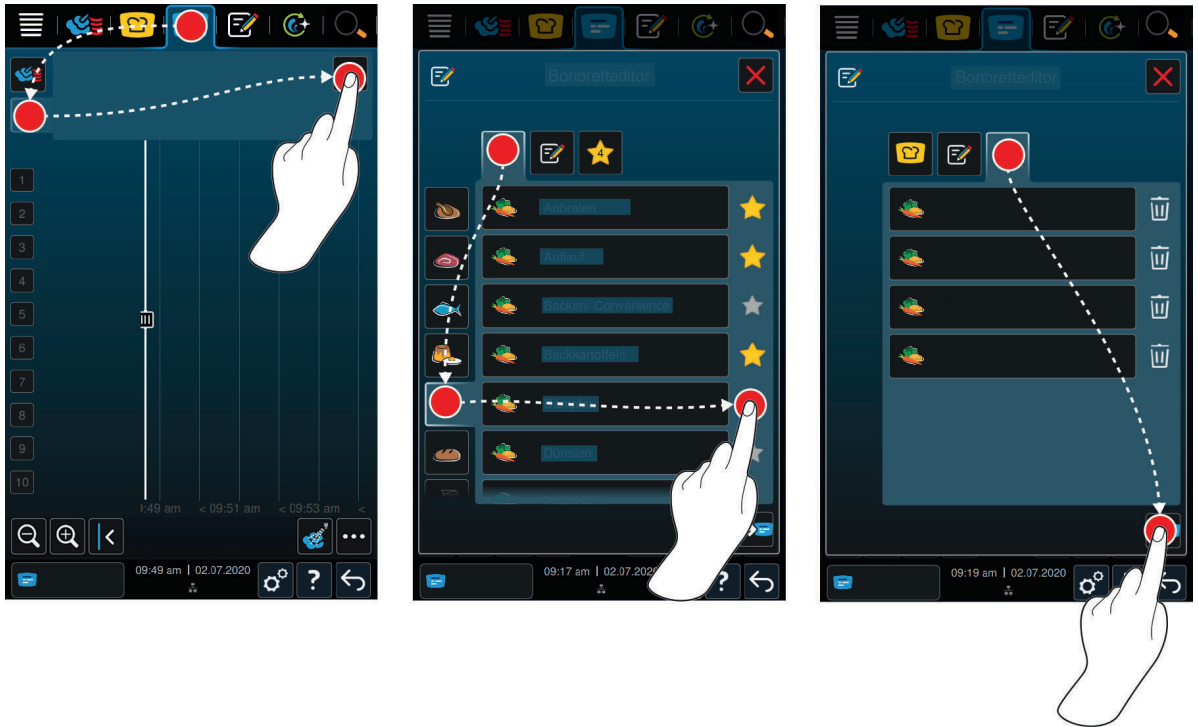 1
2
3
4
5
6
7
8
9
10
:49 am < 09:51 am < 09:53 am <
09:49 am | 02.07.2020
?
Bonbretteditor
4
Anbraten
Auflauf
Backen/ Convenience
Backkartoffeln
Dünsten
09:17 am | 02.07.202
?
Bonbretteditor
09:19 am | 02.07.2020